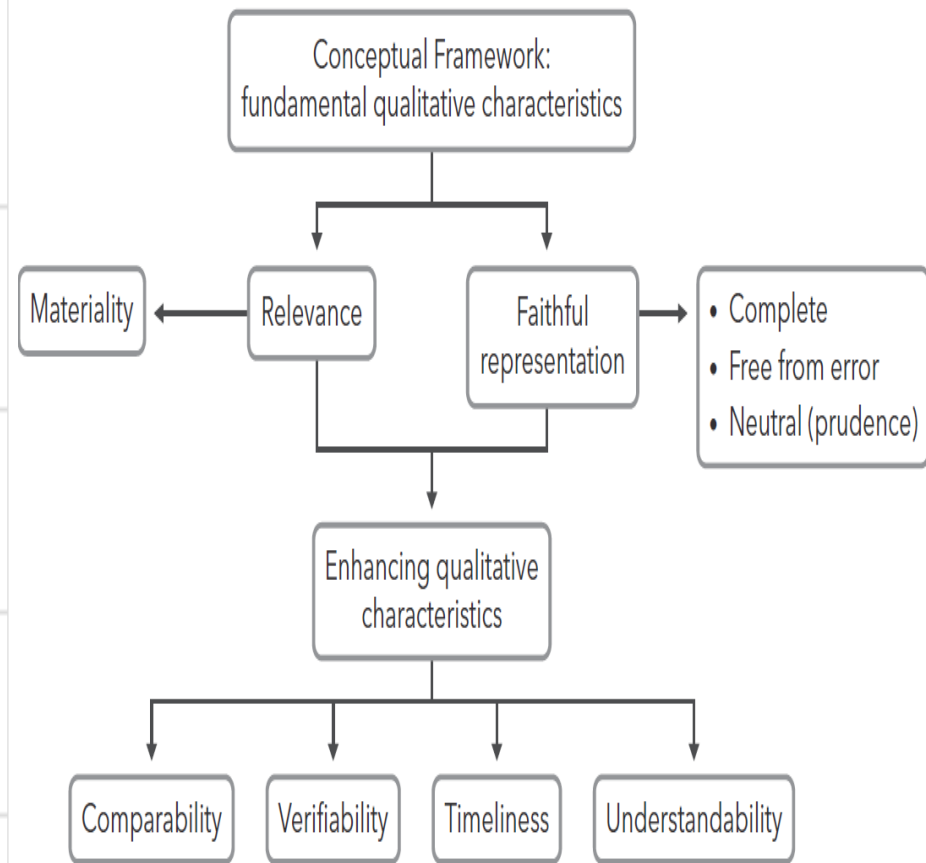 Conceptual Framework:
fundamental qualitative characteristics
Materiality
Relevance
Faithful
representation
• Complete
• Free from error
• Neutral (prudence)
Enhancing qualitative
characteristics
Comparability
Verifiability
Timeliness
Understandability